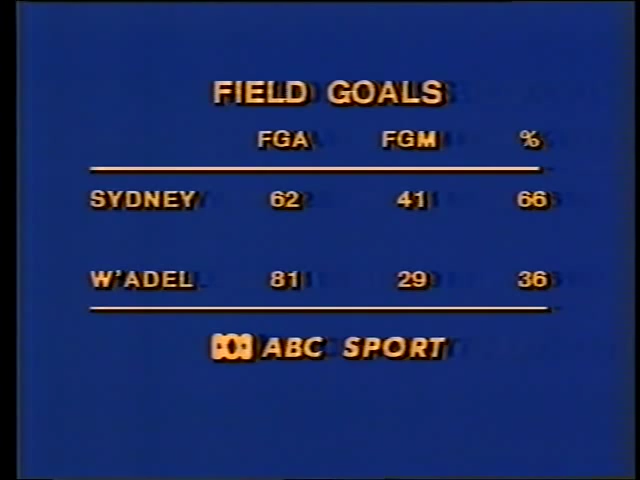 FIELD GOALS
FGA FGM %
SYDNEY 62 41 66
W'ADEL 81 29 36
ABC SPORT